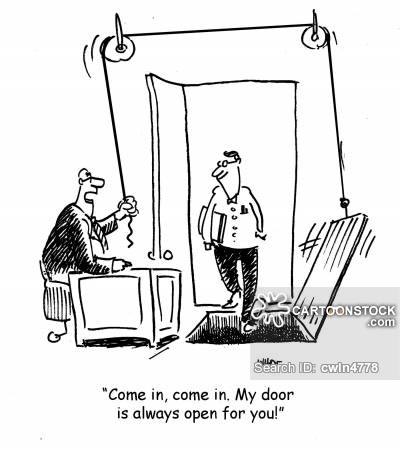 CARTOONSTOCK
.com
Search ID: cwln4778
“Come in, come in. My door
is always open for you!”